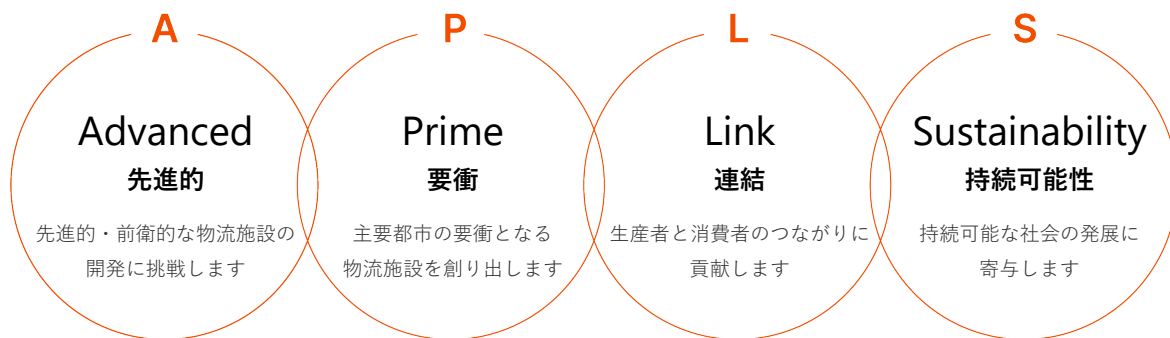 A
Advanced
先進的
先進的・前衛的な物流施設の
開発に挑戦します
P
Prime
要衝
主要都市の要衝となる
物流施設を創り出します
L
Link
連結
生産者と消費者のつながりに
貢献します
S
Sustainability
持続可能性
持続可能な社会の発展に
寄与します